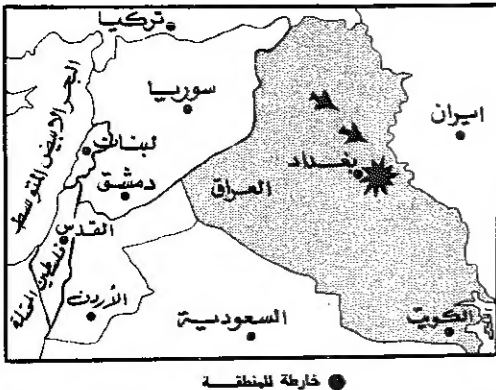 تركيا
البحر الابيض المتوسط
سوريا
ايران
لبنان
بغداد
دمشق
العراق
القدس
فلسطين المحتلة
الأردن
السعودية
الكويت
خارطة للمنطقة